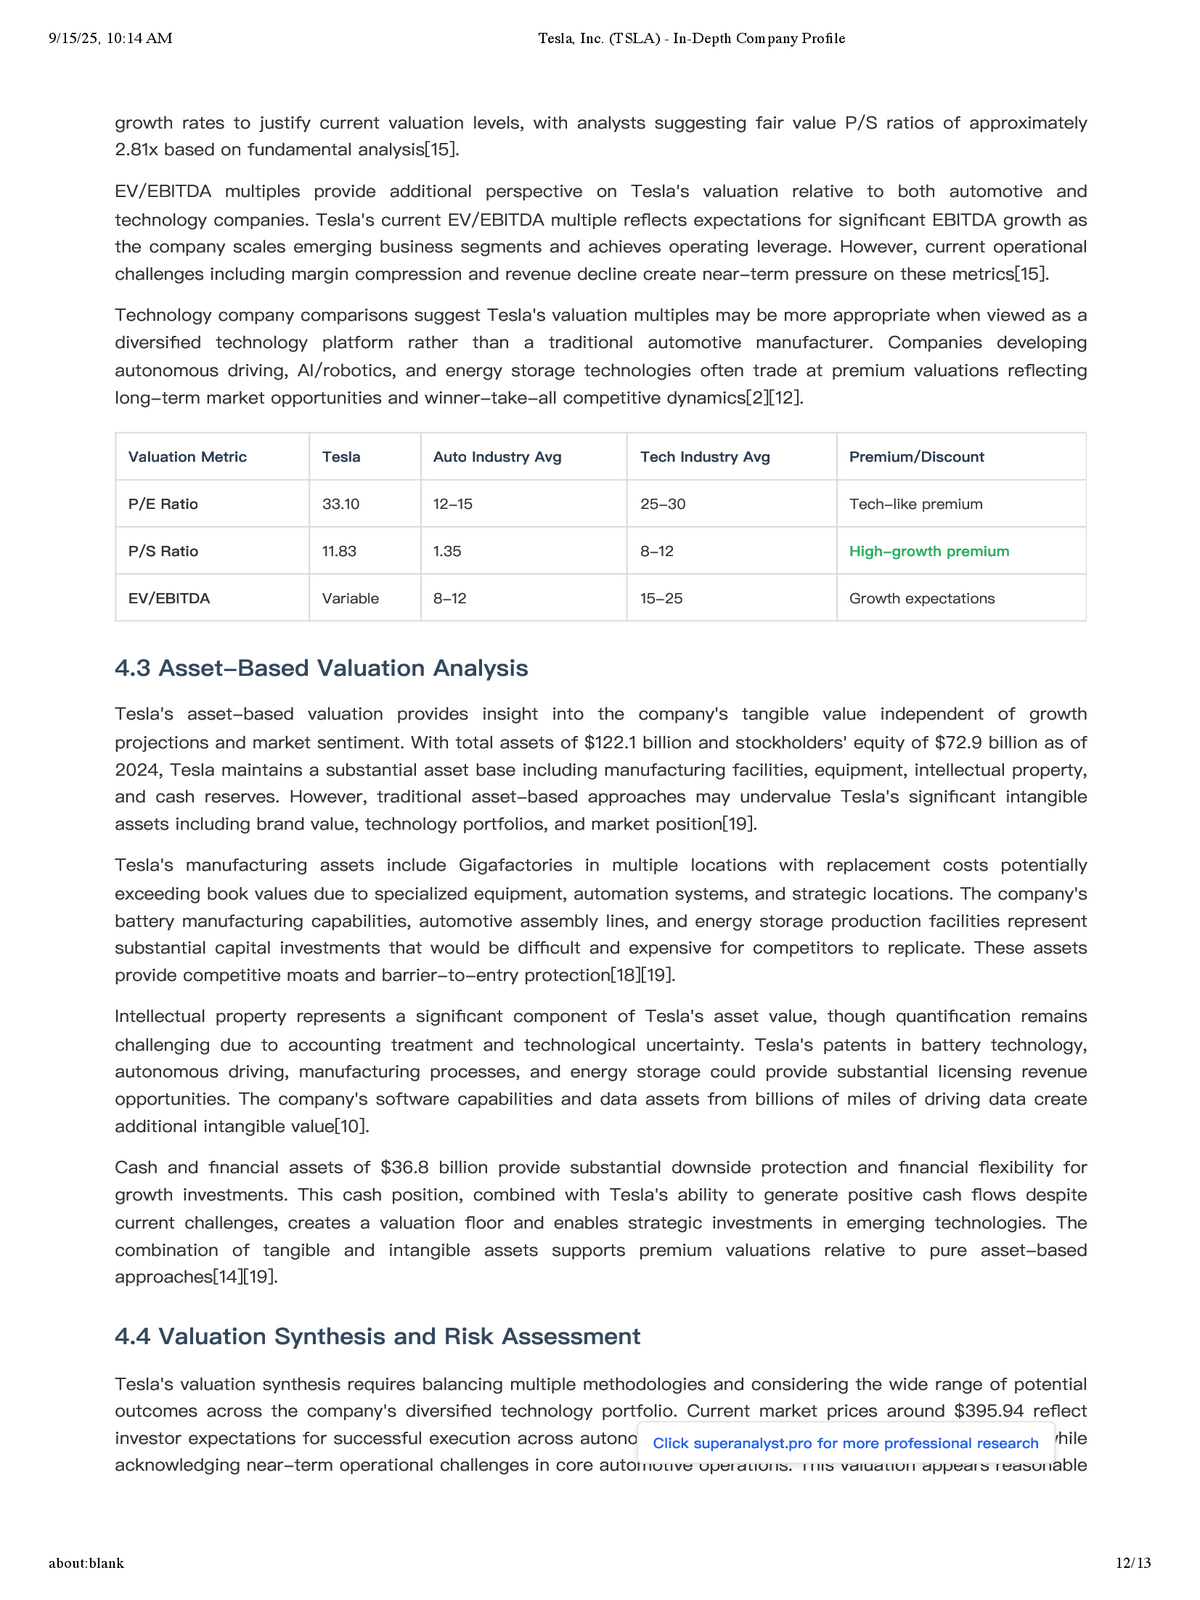 9/15/25, 10:14 AM
Tesla, Inc. (TSLA) - In-Depth Company Profile
growth rates to justify current valuation levels, with analysts suggesting fair value P/S ratios of approximately
2.81x based on fundamental analysis[15].
EV/EBITDA multiples provide additional perspective on Tesla's valuation relative to both automotive and
technology companies. Tesla's current EV/EBITDA multiple reflects expectations for significant EBITDA growth as
the company scales emerging business segments and achieves operating leverage. However, current operational
challenges including margin compression and revenue decline create near–term pressure on these metrics[15].
Technology company comparisons suggest Tesla's valuation multiples may be more appropriate when viewed as a
diversified technology platform rather than a traditional automotive manufacturer. Companies developing
autonomous driving, AI/robotics, and energy storage technologies often trade at premium valuations reflecting
long–term market opportunities and winner–take–all competitive dynamics[2][12].
Valuation Metric Tesla Auto Industry Avg Tech Industry Avg Premium/Discount
P/E Ratio 33.10 12–15 25–30 Tech–like premium
P/S Ratio 11.83 1.35 8–12 High–growth premium
EV/EBITDA Variable 8–12 15–25 Growth expectations
4.3 Asset–Based Valuation Analysis
Tesla's asset–based valuation provides insight into the company's tangible value independent of growth
projections and market sentiment. With total assets of $122.1 billion and stockholders' equity of $72.9 billion as of
2024, Tesla maintains a substantial asset base including manufacturing facilities, equipment, intellectual property,
and cash reserves. However, traditional asset–based approaches may undervalue Tesla's significant intangible
assets including brand value, technology portfolios, and market position[19].
Tesla's manufacturing assets include Gigafactories in multiple locations with replacement costs potentially
exceeding book values due to specialized equipment, automation systems, and strategic locations. The company's
battery manufacturing capabilities, automotive assembly lines, and energy storage production facilities represent
substantial capital investments that would be difficult and expensive for competitors to replicate. These assets
provide competitive moats and barrier–to–entry protection[18][19].
Intellectual property represents a significant component of Tesla's asset value, though quantification remains
challenging due to accounting treatment and technological uncertainty. Tesla's patents in battery technology,
autonomous driving, manufacturing processes, and energy storage could provide substantial licensing revenue
opportunities. The company's software capabilities and data assets from billions of miles of driving data create
additional intangible value[10].
Cash and financial assets of $36.8 billion provide substantial downside protection and financial flexibility for
growth investments. This cash position, combined with Tesla's ability to generate positive cash flows despite
current challenges, creates a valuation floor and enables strategic investments in emerging technologies. The
combination of tangible and intangible assets supports premium valuations relative to pure asset–based
approaches[14][19].
4.4 Valuation Synthesis and Risk Assessment
Tesla's valuation synthesis requires balancing multiple methodologies and considering the wide range of potential
outcomes across the company's diversified technology portfolio. Current market prices around $395.94 reflect
investor expectations for successful execution across
Click superanalyst.pro for more professional research
acknowledging near–term operational challenges in core automotive operations. This valuation appears reasonable
about:blank
12/13